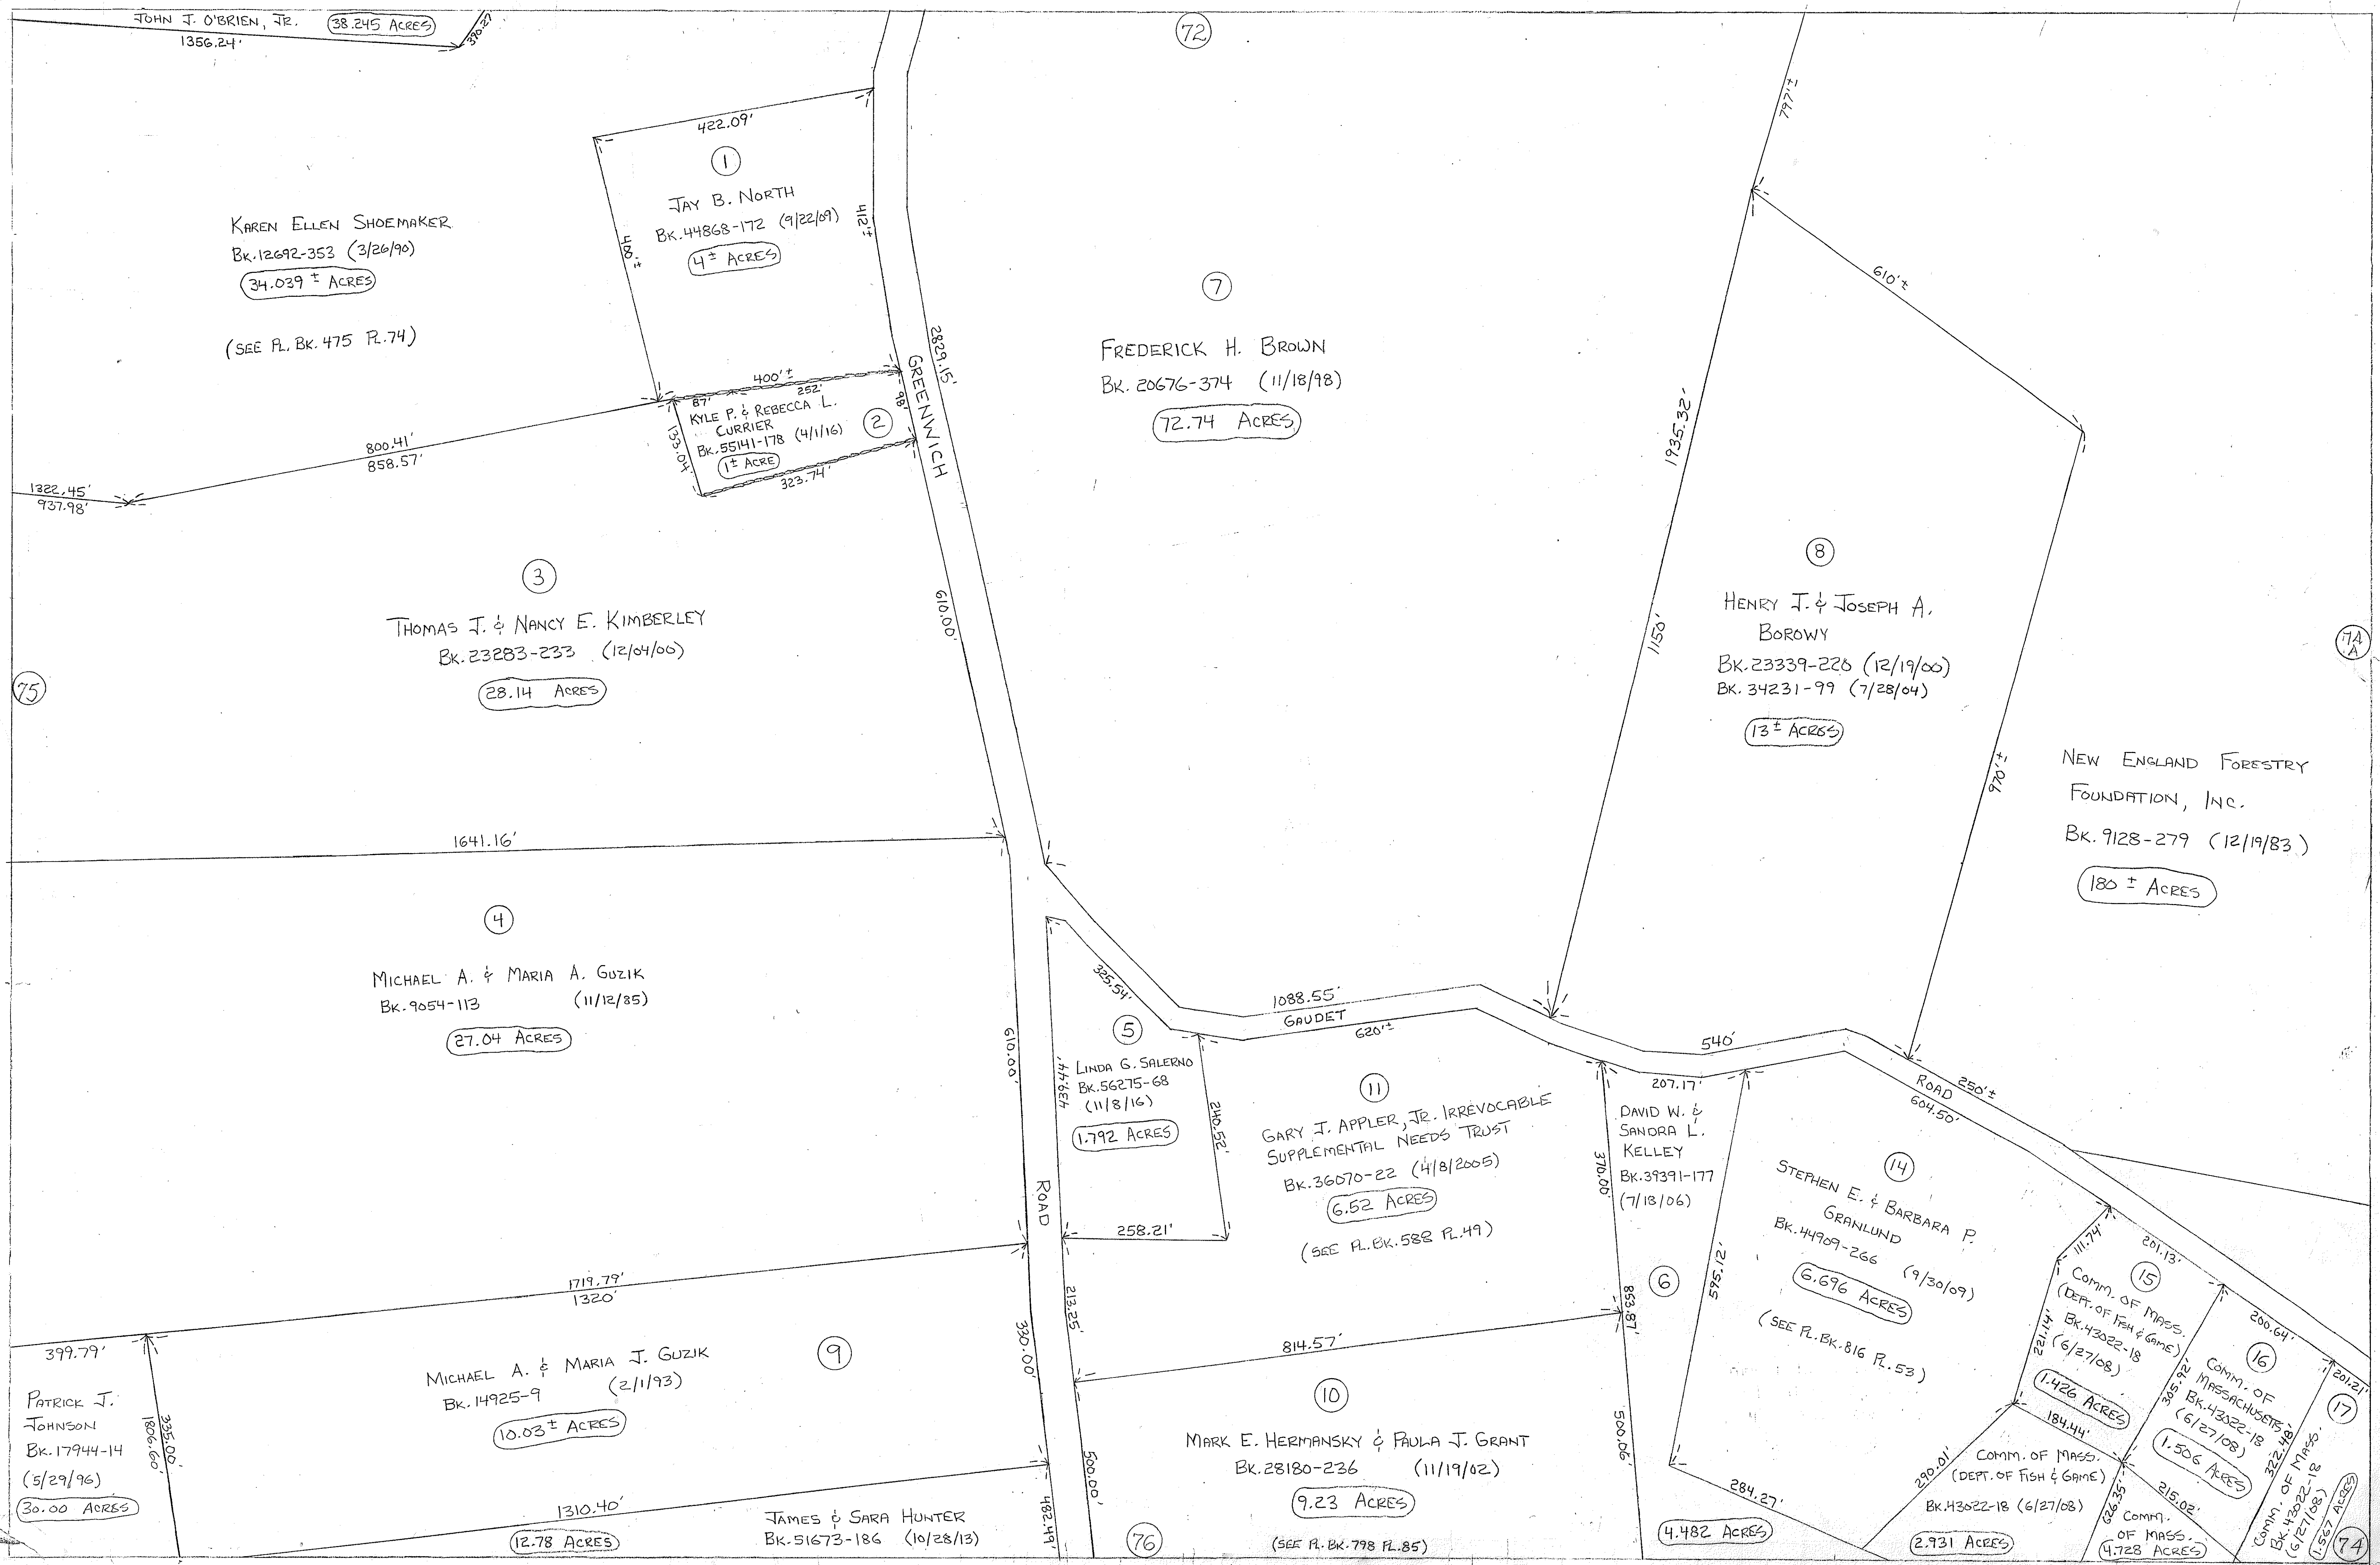 JOHN J. O'BRIEN, JR. 38.245 ACRES
1356.24'
390.27
72
797'±
422.09'
1
JAY B. NORTH
BK.44868-172 (9/22/09)
4± ACRES
412'±
400'±
KAREN ELLEN SHOEMAKER
BK.12692-353 (3/26/90)
34.039± ACRES
(SEE PL. BK. 475 PL. 74)
400'±
87' 252'
KYLE P. & REBECCA L.
CURRIER
BK.55141-178 (4/1/16)
1± ACRE
2
98'
133.04
323.74'
GREENWICH
2829.15'
800.41'
858.57'
1322.45'
937.98'
7
FREDERICK H. BROWN
BK. 20676-374 (11/18/98)
72.74 ACRES
1935.32'
610'±
1150'
8
HENRY J. & JOSEPH A.
BOROWY
BK.23339-220 (12/19/00)
BK. 34231-99 (7/28/04)
13± ACRES
970'±
74
A
NEW ENGLAND FORESTRY
FOUNDATION, INC.
BK. 9128-279 (12/19/83)
180± ACRES
3
THOMAS J. & NANCY E. KIMBERLEY
BK.23283-233 (12/04/00)
28.14 ACRES
610.00'
75
1641.16'
4
MICHAEL A. & MARIA A. GUZIK
BK.9054-113 (11/12/85)
27.04 ACRES
610.00'
325.54'
1088.55'
GAUDET
620'±
540'
ROAD
250'±
604.50'
5
LINDA G. SALERNO
BK.56275-68
(11/8/16)
1.792 ACRES
439.44'
240.52'
258.21'
ROAD
213.25'
11
GARY J. APPLER, JR. IRREVOCABLE
SUPPLEMENTAL NEEDS TRUST
BK.36070-22 (4/8/2005)
6.52 ACRES
(SEE PL.BK.588 PL.49)
814.57'
370.00'
207.17'
DAVID W. &
SANDRA L.
KELLEY
BK.39391-177
(7/18/06)
6
853.87'
595.12'
500.06'
284.27'
4.482 ACRES
14
STEPHEN E. & BARBARA P.
GRANLUND
BK.44909-266 (9/30/09)
6.696 ACRES
(SEE PL.BK.816 PL.53)
111.74'
201.13'
15
COMM. OF MASS.
(DEPT. OF FISH & GAME)
BK.43022-18
(6/27/08)
1.426 ACRES
221.14'
184.44'
305.92'
200.64'
16
COMM. OF
MASSACHUSETTS
BK.43022-18
(6/27/08)
1.506 ACRES
322.48'
201.21'
17
COMM. OF MASS.
BK.43022-18
(6/27/08)
1.567 ACRES
215.02'
290.01'
COMM. OF MASS.
(DEPT. OF FISH & GAME)
BK.43022-18 (6/27/08)
2.931 ACRES
626.35'
COMM.
OF MASS.
4.728 ACRES
74
1719.79'
1320'
399.79'
PATRICK J.
JOHNSON
BK.17944-14
(5/29/96)
30.00 ACRES
335.00'
1806.60'
MICHAEL A. & MARIA J. GUZIK
BK.14925-9 (2/1/93)
10.03± ACRES
9
330.00'
1310.40'
12.78 ACRES
JAMES & SARA HUNTER
BK.51673-186 (10/28/13)
482.49'
500.00'
76
10
MARK E. HERMANSKY & PAULA J. GRANT
BK.28180-236 (11/19/02)
9.23 ACRES
(SEE PL.BK.798 PL.85)